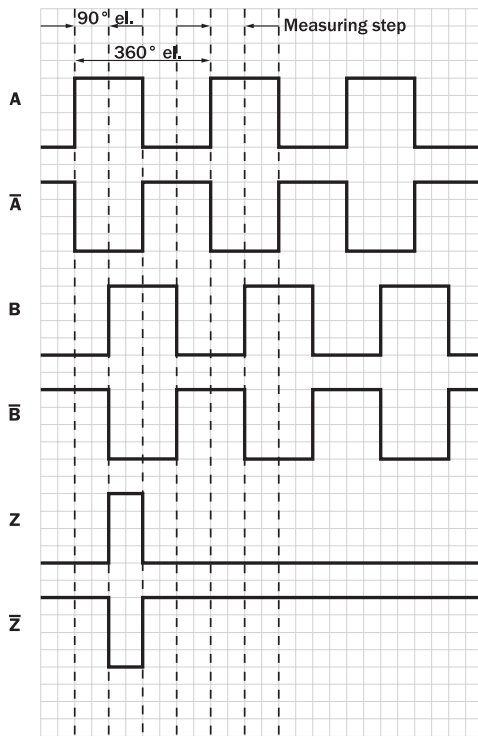 90° el.
Measuring step
360° el.
A
A̅
B
B̅
Z
Z̅